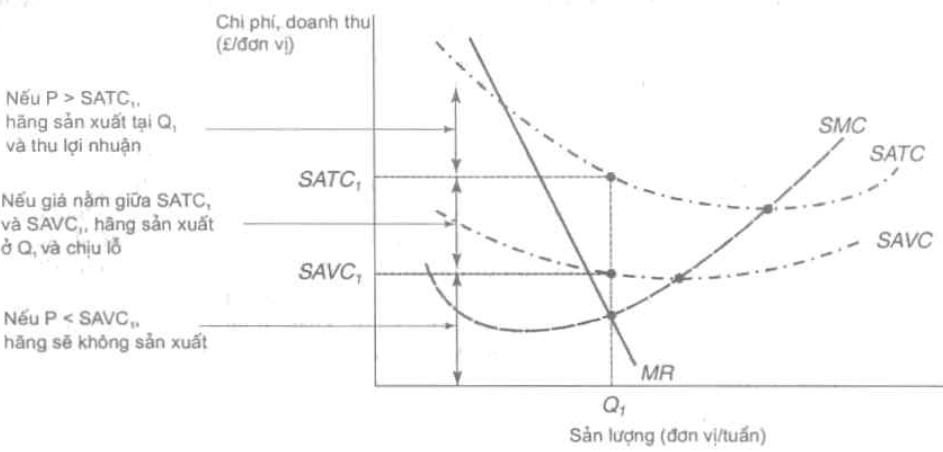 Chi phí, doanh thu
(£/đơn vị)
Nếu P > SATC₁,
hãng sản xuất tại Q₁
và thu lợi nhuận
SMC
SATC
SATC₁
Nếu giá nằm giữa SATC₁
và SAVC₁, hãng sản xuất
ở Q₁ và chịu lỗ
SAVC
SAVC₁
Nếu P < SAVC₁,
hãng sẽ không sản xuất
MR
Q₁
Sản lượng (đơn vị/tuần)